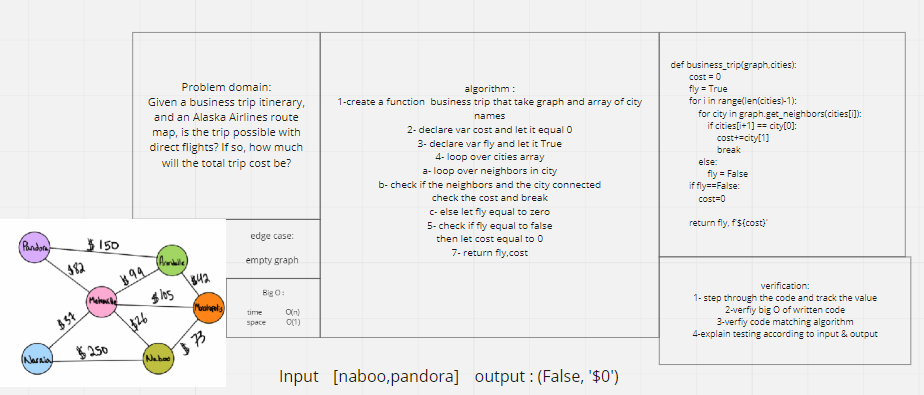 Problem domain:
Given a business trip itinerary,
and an Alaska Airlines route
map, is the trip possible with
direct flights? If so, how much
will the total trip cost be?
algorithm :
1-create a function business trip that take graph and array of city
names
2- declare var cost and let it equal 0
3- declare var fly and let it True
4- loop over cities array
a- loop over neighbors in city
b- check if the neighbors and the city connected
check the cost and break
c- else let fly equal to zero
5- check if fly equal to false
then let cost equal to 0
7- return fly,cost
def business_trip(graph,cities):
cost = 0
fly = True
for i in range(len(cities)-1):
for city in graph.get_neighbors(cities[i]):
if cities[i+1] == city[0]:
cost+=city[1]
break
else:
fly = False
if fly==False:
cost=0
return fly, f'${cost}'
edge case:
empty graph
Big O :
time O(n)
space O(1)
verification:
1- step through the code and track the value
2-verfiy big O of written code
3-verfiy code matching algorithm
4-explain testing according to input & output
Pandora
$ 150
$82
$99
$42
$105
$37
$26
$ 73
Narnia
$ 250
Naboo
Input [naboo,pandora] output : (False, '$0')